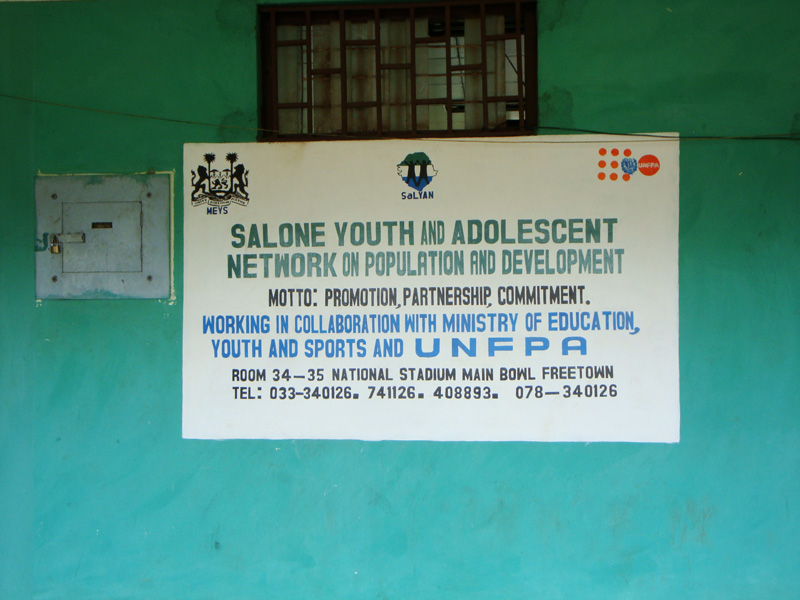 MEYS
SaLYAN
UNFPA
SALONE YOUTH AND ADOLESCENT
NETWORK ON POPULATION AND DEVELOPMENT
MOTTO: PROMOTION, PARTNERSHIP, COMMITMENT.
WORKING IN COLLABORATION WITH MINISTRY OF EDUCATION,
YOUTH AND SPORTS AND UNFPA
ROOM 34-35 NATIONAL STADIUM MAIN BOWL FREETOWN
TEL: 033-340126. 741126. 408893. 078-340126